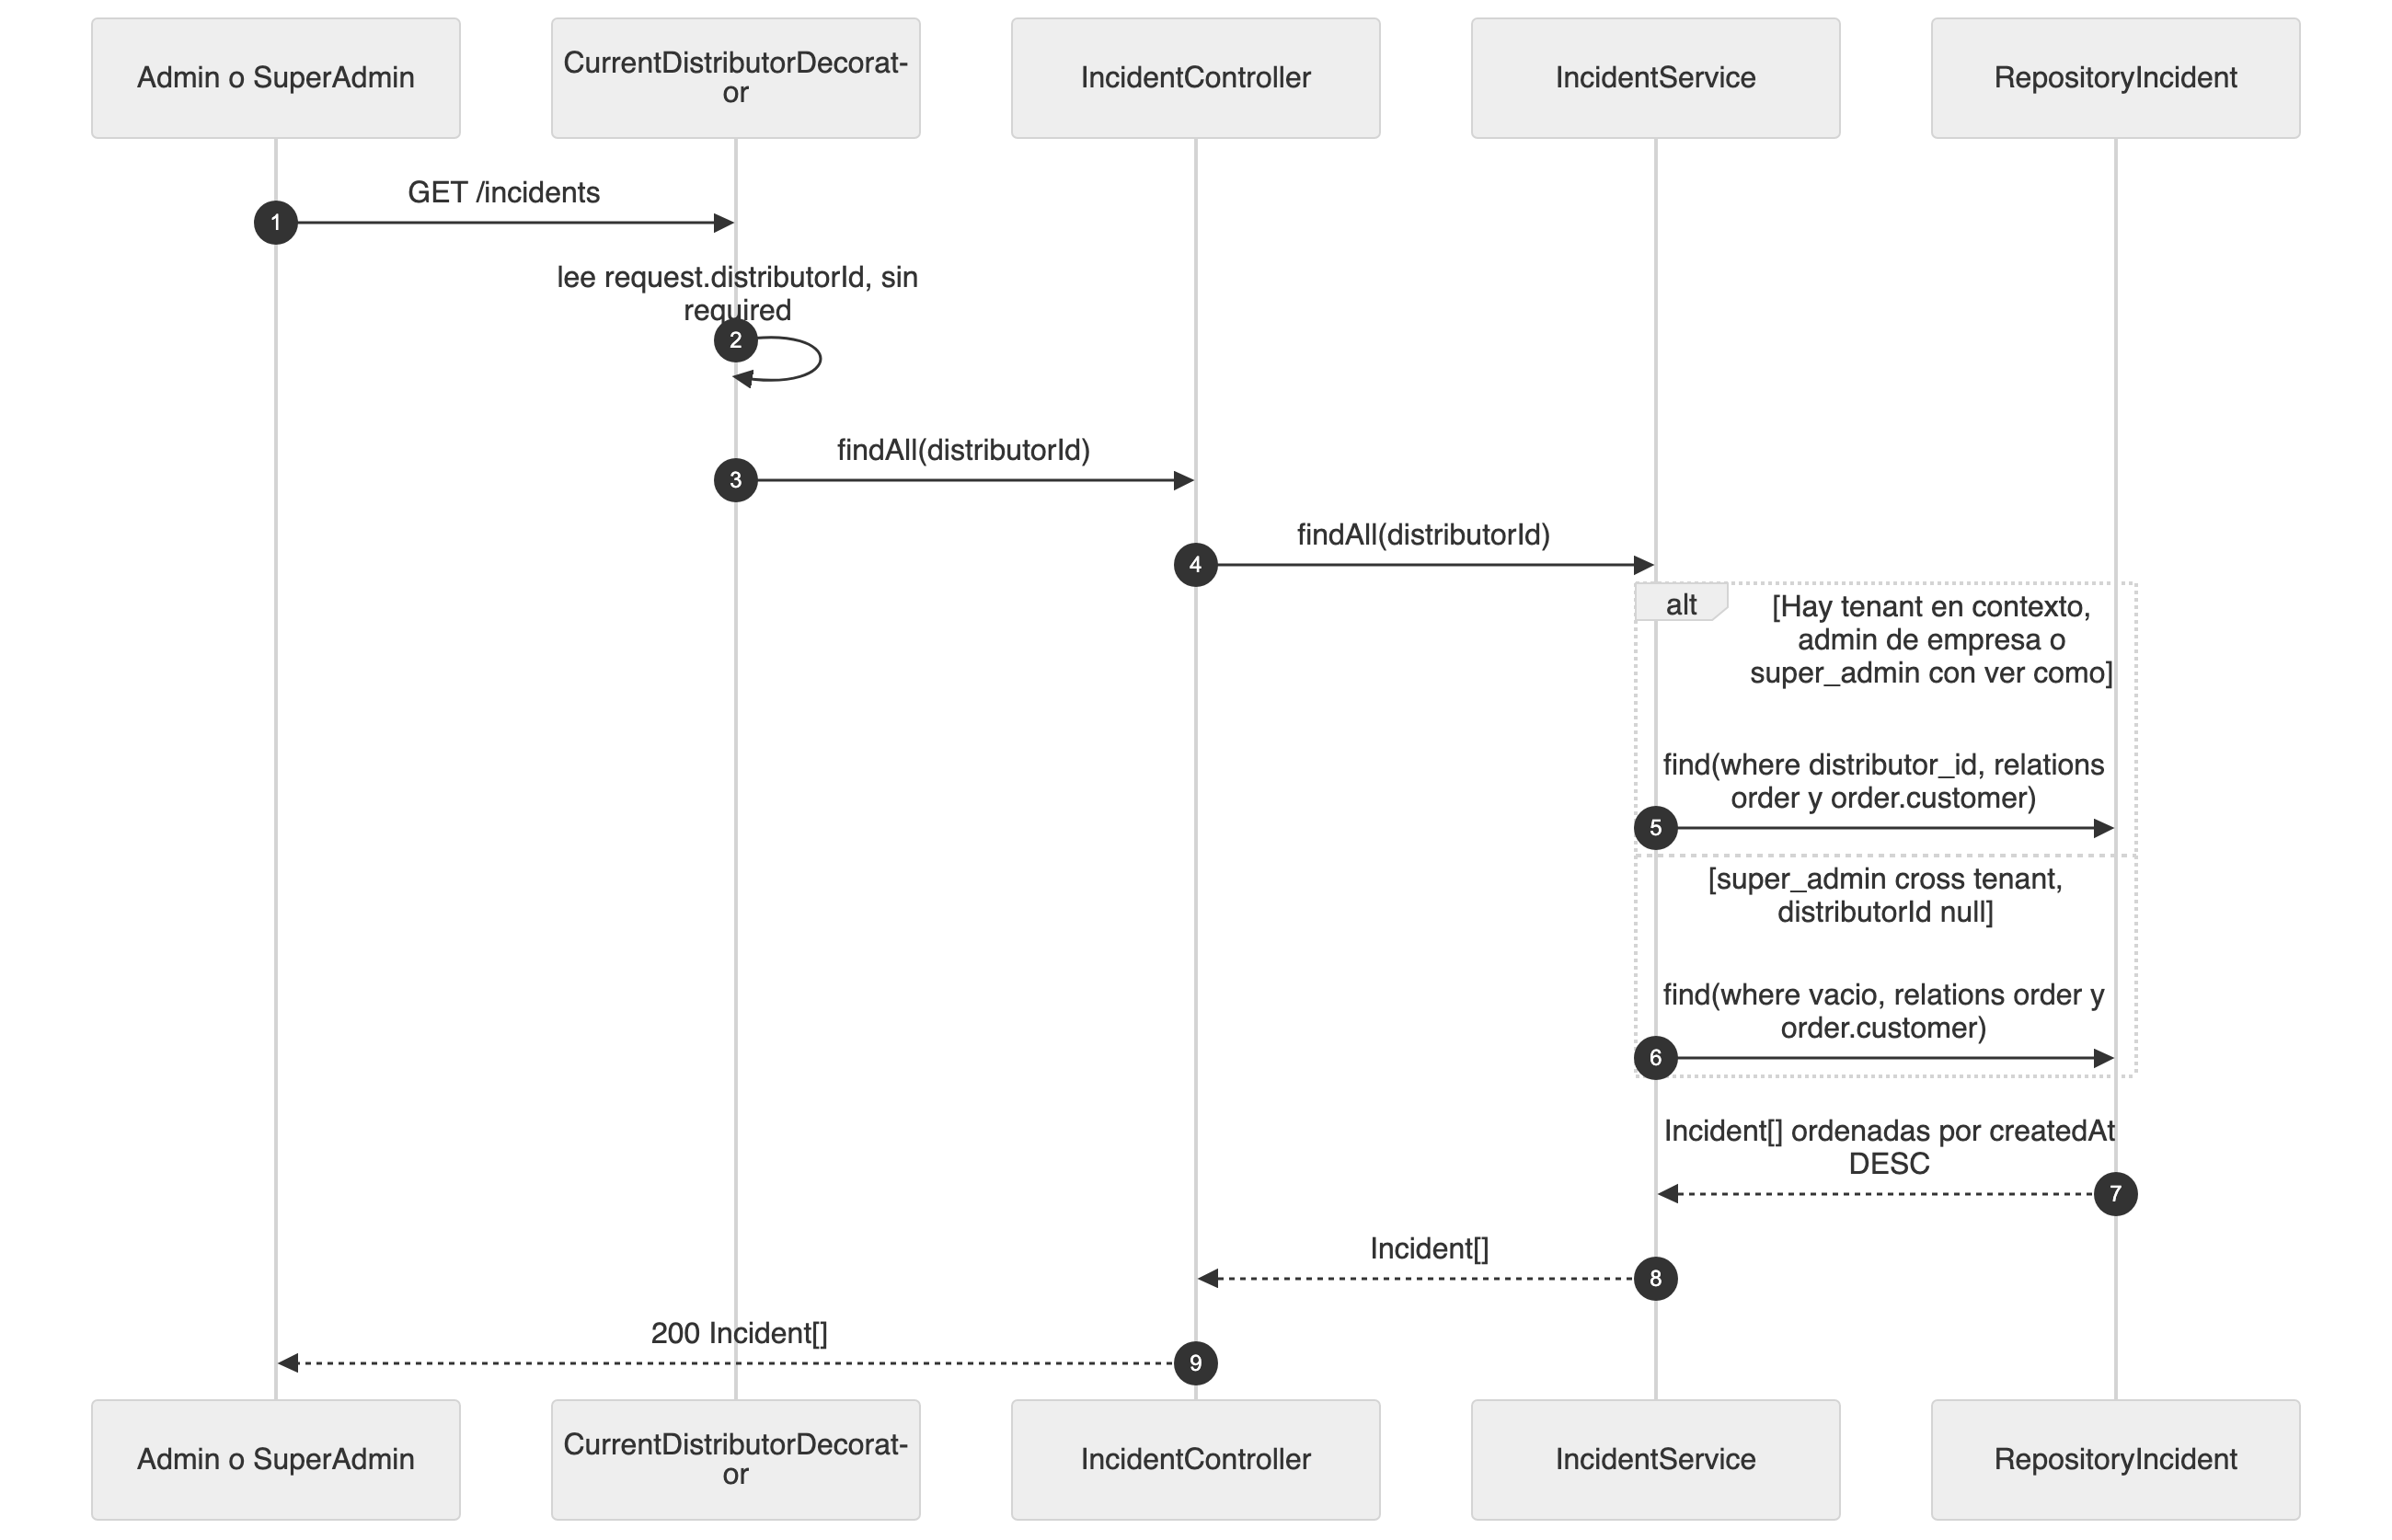 Admin o SuperAdmin
CurrentDistributorDecorat-
or
IncidentController
IncidentService
RepositoryIncident
GET /incidents
1
lee request.distributorId, sin
required
2
findAll(distributorId)
3
findAll(distributorId)
4
alt
[Hay tenant en contexto,
admin de empresa o
super_admin con ver como]
find(where distributor_id, relations
order y order.customer)
5
[super_admin cross tenant,
distributorId null]
find(where vacio, relations order y
order.customer)
6
Incident[] ordenadas por createdAt
DESC
7
Incident[]
8
200 Incident[]
9
Admin o SuperAdmin
CurrentDistributorDecorat-
or
IncidentController
IncidentService
RepositoryIncident